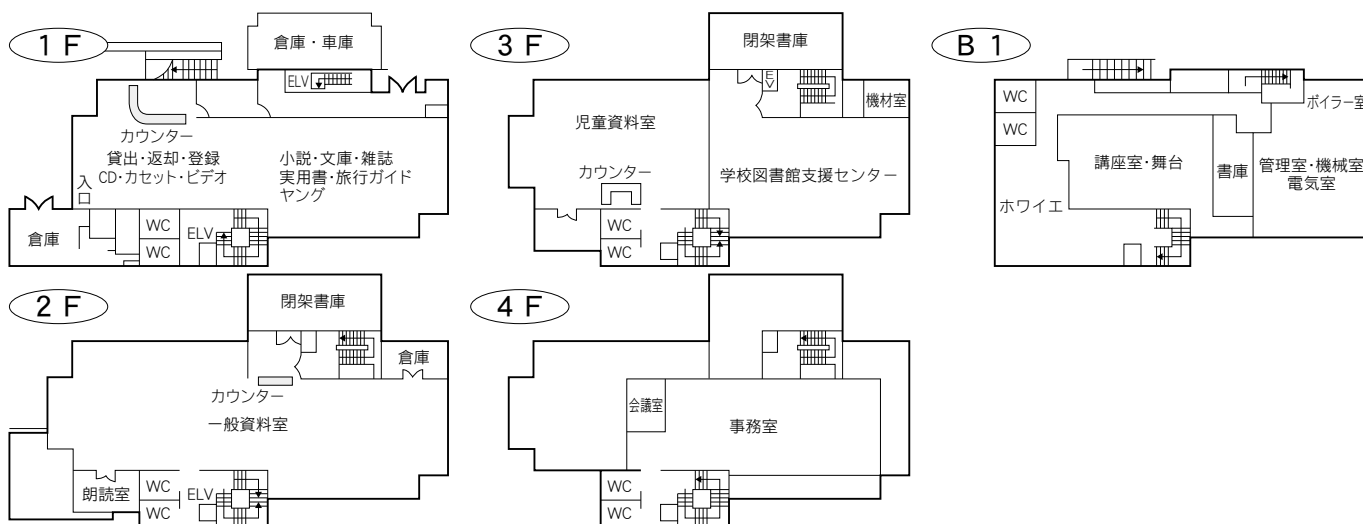 1 F
倉庫・車庫
ELV
カウンター
貸出・返却・登録
CD・カセット・ビデオ
小説・文庫・雑誌
実用書・旅行ガイド
ヤング
入
倉庫
WC
WC
ELV
2 F
閉架書庫
倉庫
カウンター
一般資料室
朗読室
WC
WC
ELV
3 F
閉架書庫
EV
機材室
児童資料室
カウンター
学校図書館支援センター
WC
WC
4 F
会議室
事務室
WC
WC
B 1
WC
WC
ボイラー室
講座室・舞台
書庫
管理室・機械室
電気室
ホワイエ